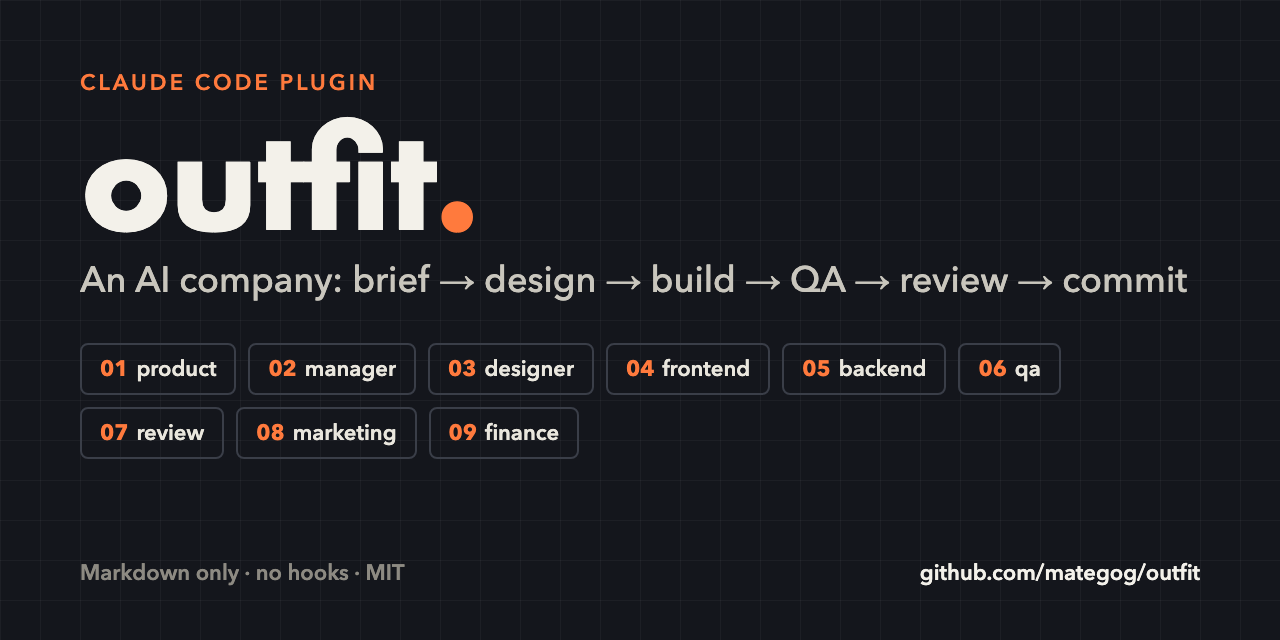 CLAUDE CODE PLUGIN
outfit.
An AI company: brief → design → build → QA → review → commit
01 product 02 manager 03 designer 04 frontend 05 backend 06 qa
07 review 08 marketing 09 finance
Markdown only · no hooks · MIT
github.com/mategog/outfit